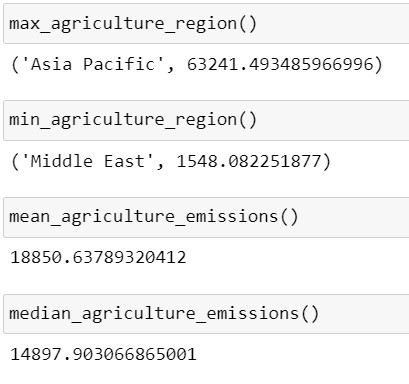 max_agriculture_region()
('Asia Pacific', 63241.493485966996)
min_agriculture_region()
('Middle East', 1548.082251877)
mean_agriculture_emissions()
18850.63789320412
median_agriculture_emissions()
14897.903066865001